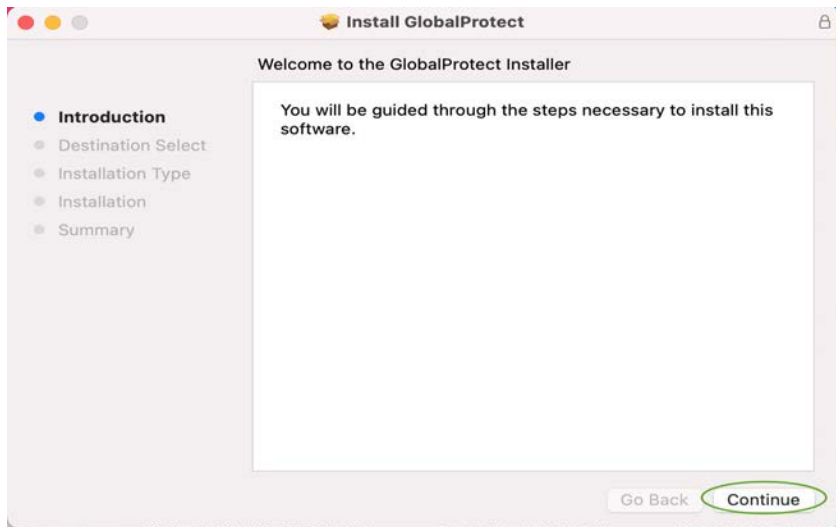 Install GlobalProtect
Welcome to the GlobalProtect Installer
Introduction
Destination Select
Installation Type
Installation
Summary
You will be guided through the steps necessary to install this
software.
Go Back
Continue